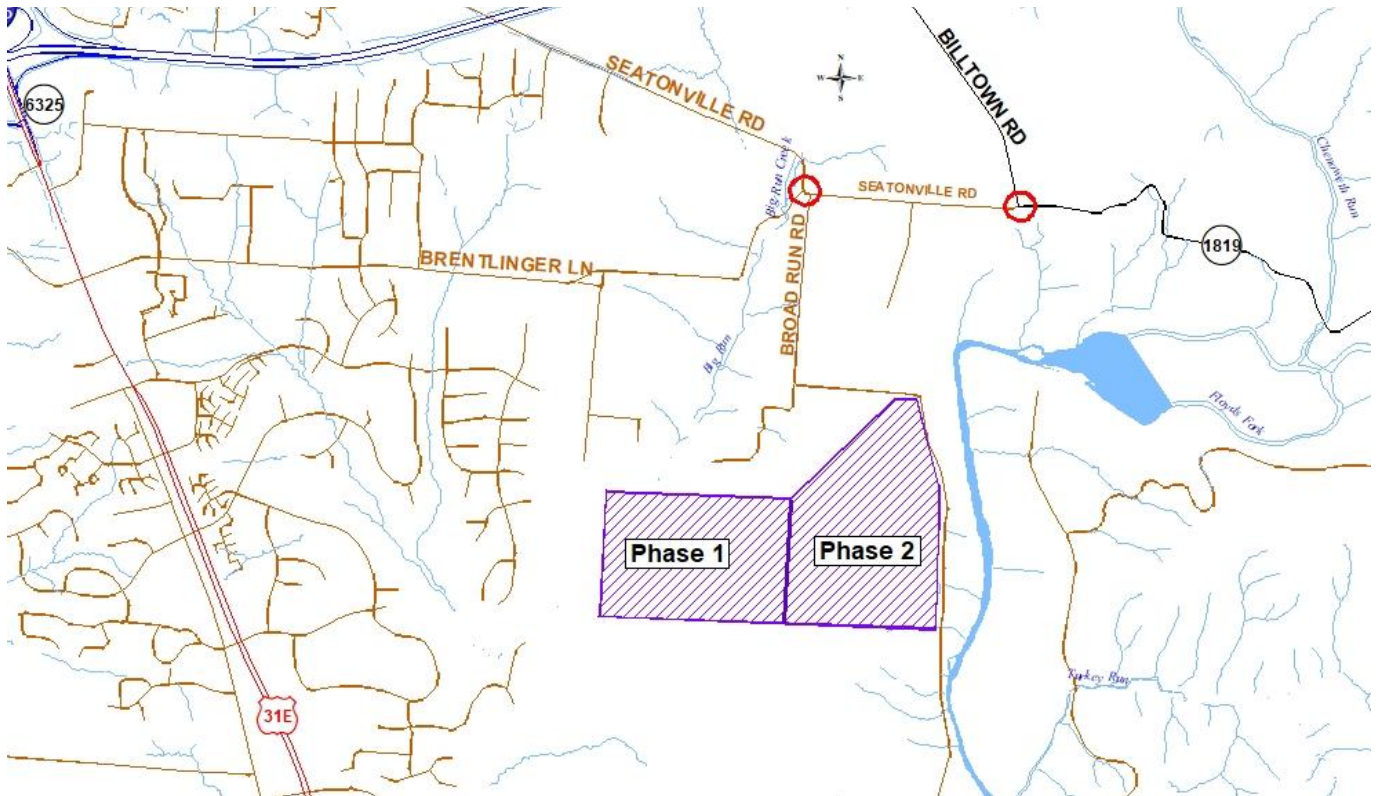 6325
SEATONVILLE RD
BILLTOWN RD
N
W
E
S
Big Run Creek
SEATONVILLE RD
Chenoweth Run
1819
BRENTLINGER LN
BROAD RUN RD
Big Run
Floyds Fork
Phase 1
Phase 2
Turkey Run
31E